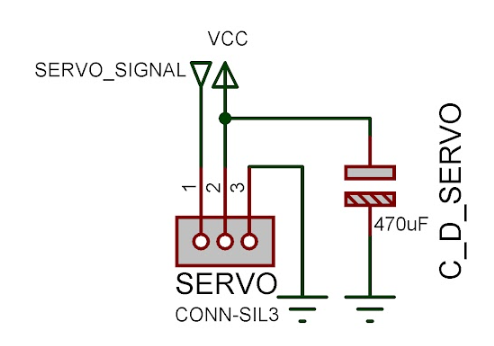 VCC
SERVO_SIGNAL
1
2
3
C_D_SERVO
470uF
SERVO
CONN-SIL3